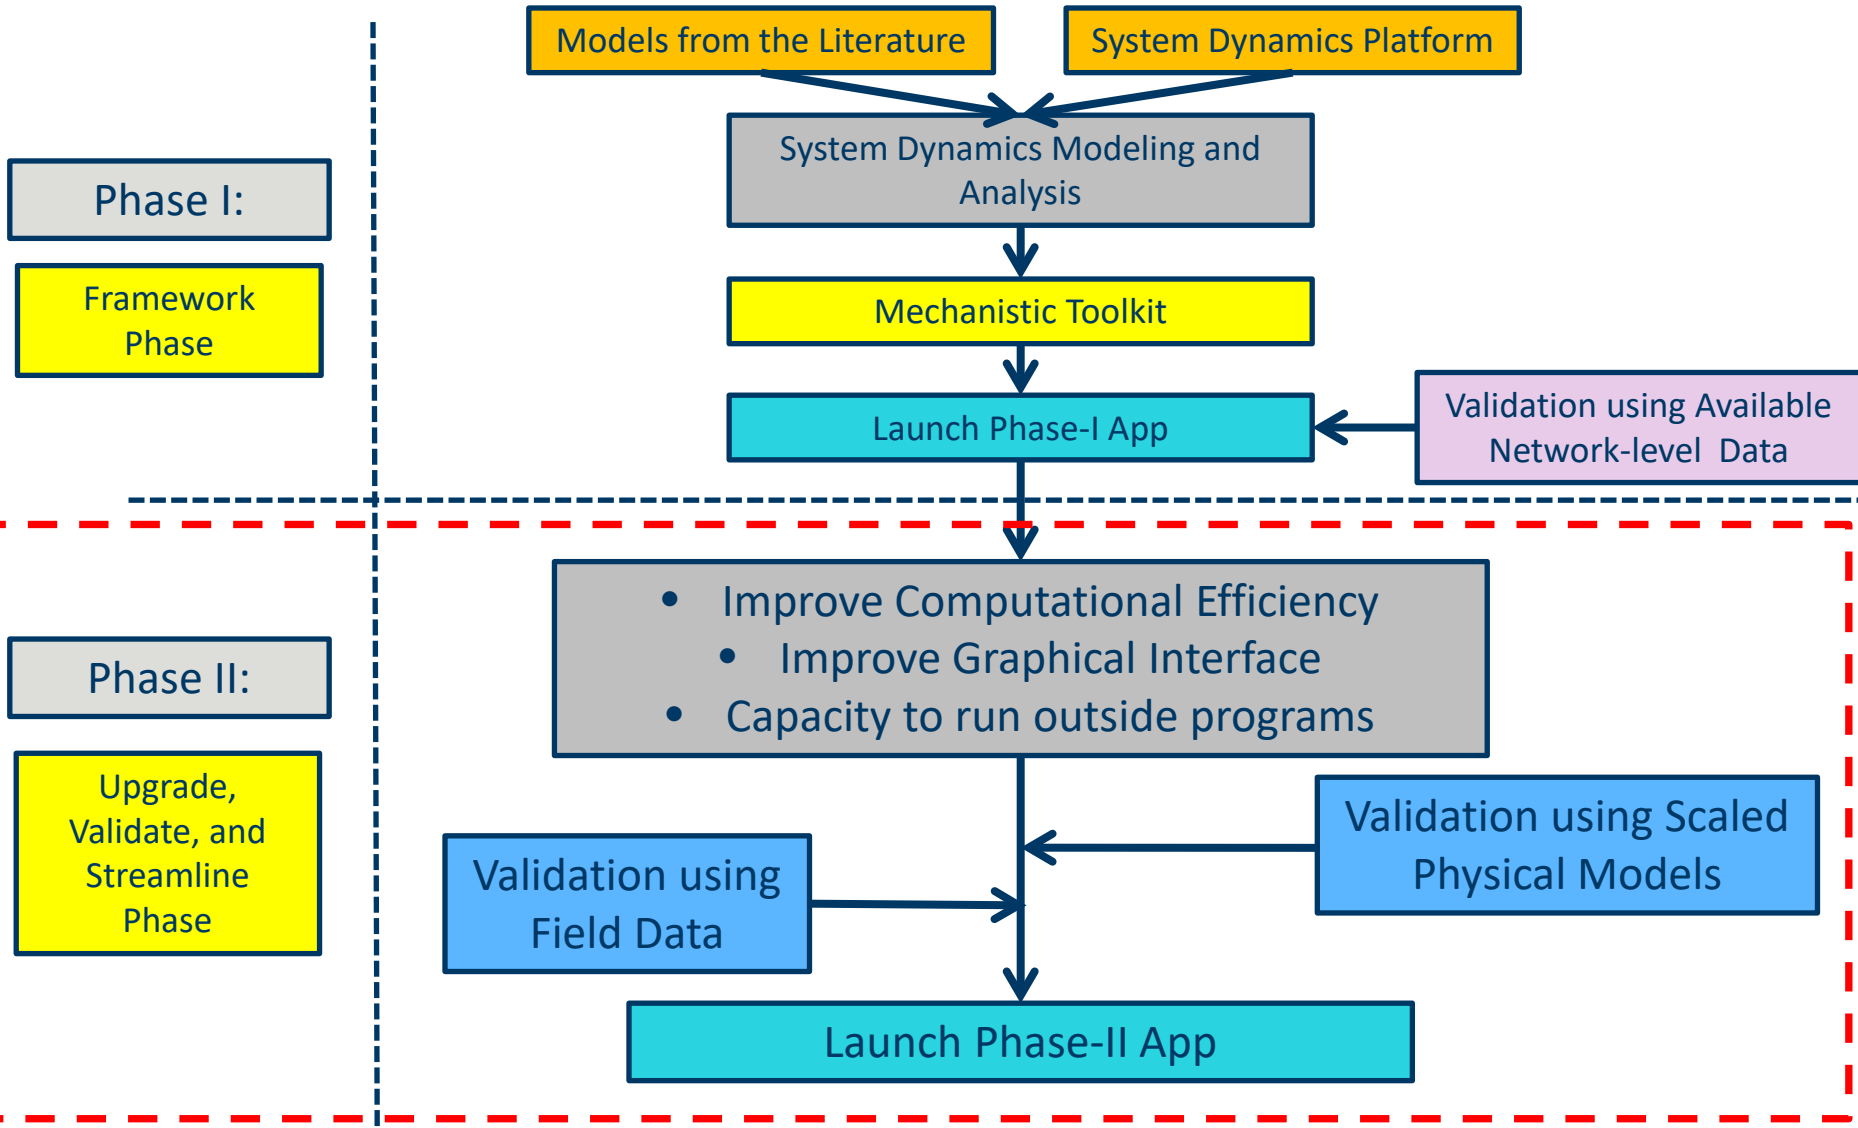 Models from the Literature
System Dynamics Platform
System Dynamics Modeling and
Analysis
Phase I:
Framework
Phase
Mechanistic Toolkit
Launch Phase-I App
Validation using Available
Network-level  Data
• Improve Computational Efficiency
• Improve Graphical Interface
• Capacity to run outside programs
Phase II:
Upgrade,
Validate, and
Streamline
Phase
Validation using Scaled
Physical Models
Validation using
Field Data
Launch Phase-II App